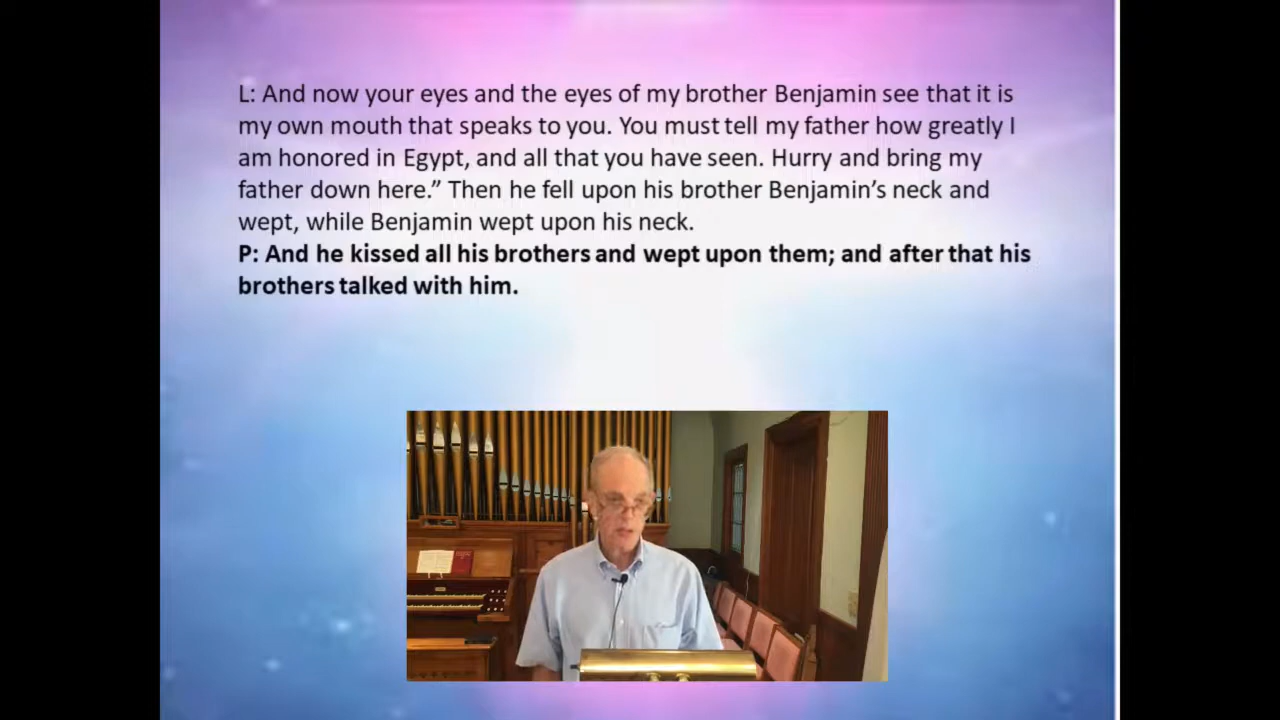 L: And now your eyes and the eyes of my brother Benjamin see that it is
my own mouth that speaks to you. You must tell my father how greatly I
am honored in Egypt, and all that you have seen. Hurry and bring my
father down here.” Then he fell upon his brother Benjamin’s neck and
wept, while Benjamin wept upon his neck.
P: And he kissed all his brothers and wept upon them; and after that his
brothers talked with him.